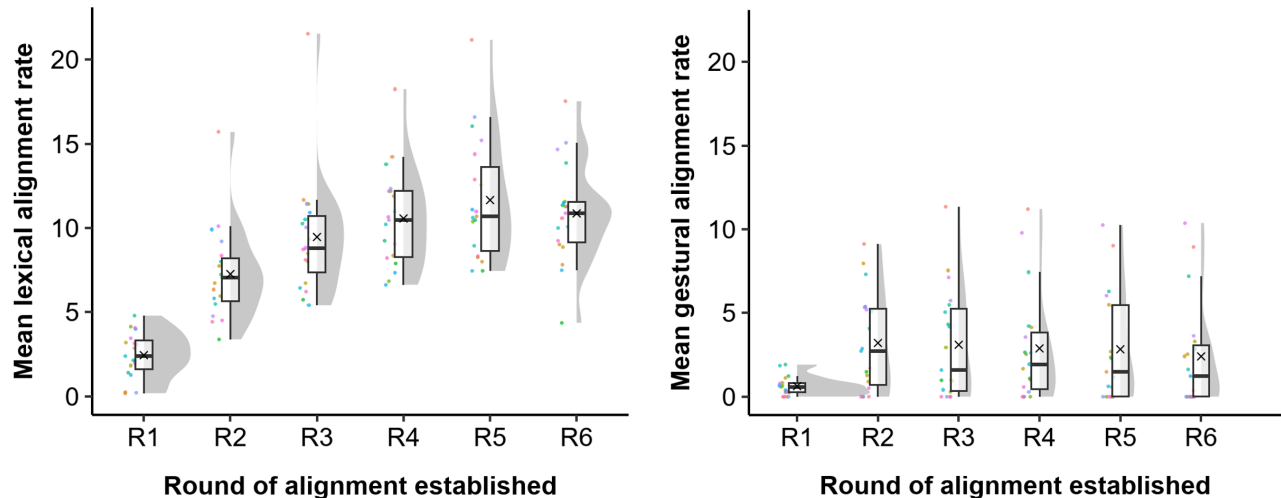 Mean lexical alignment rate
20
15
10
5
0
R1 R2 R3 R4 R5 R6
Round of alignment established
Mean gestural alignment rate
20
15
10
5
0
R1 R2 R3 R4 R5 R6
Round of alignment established